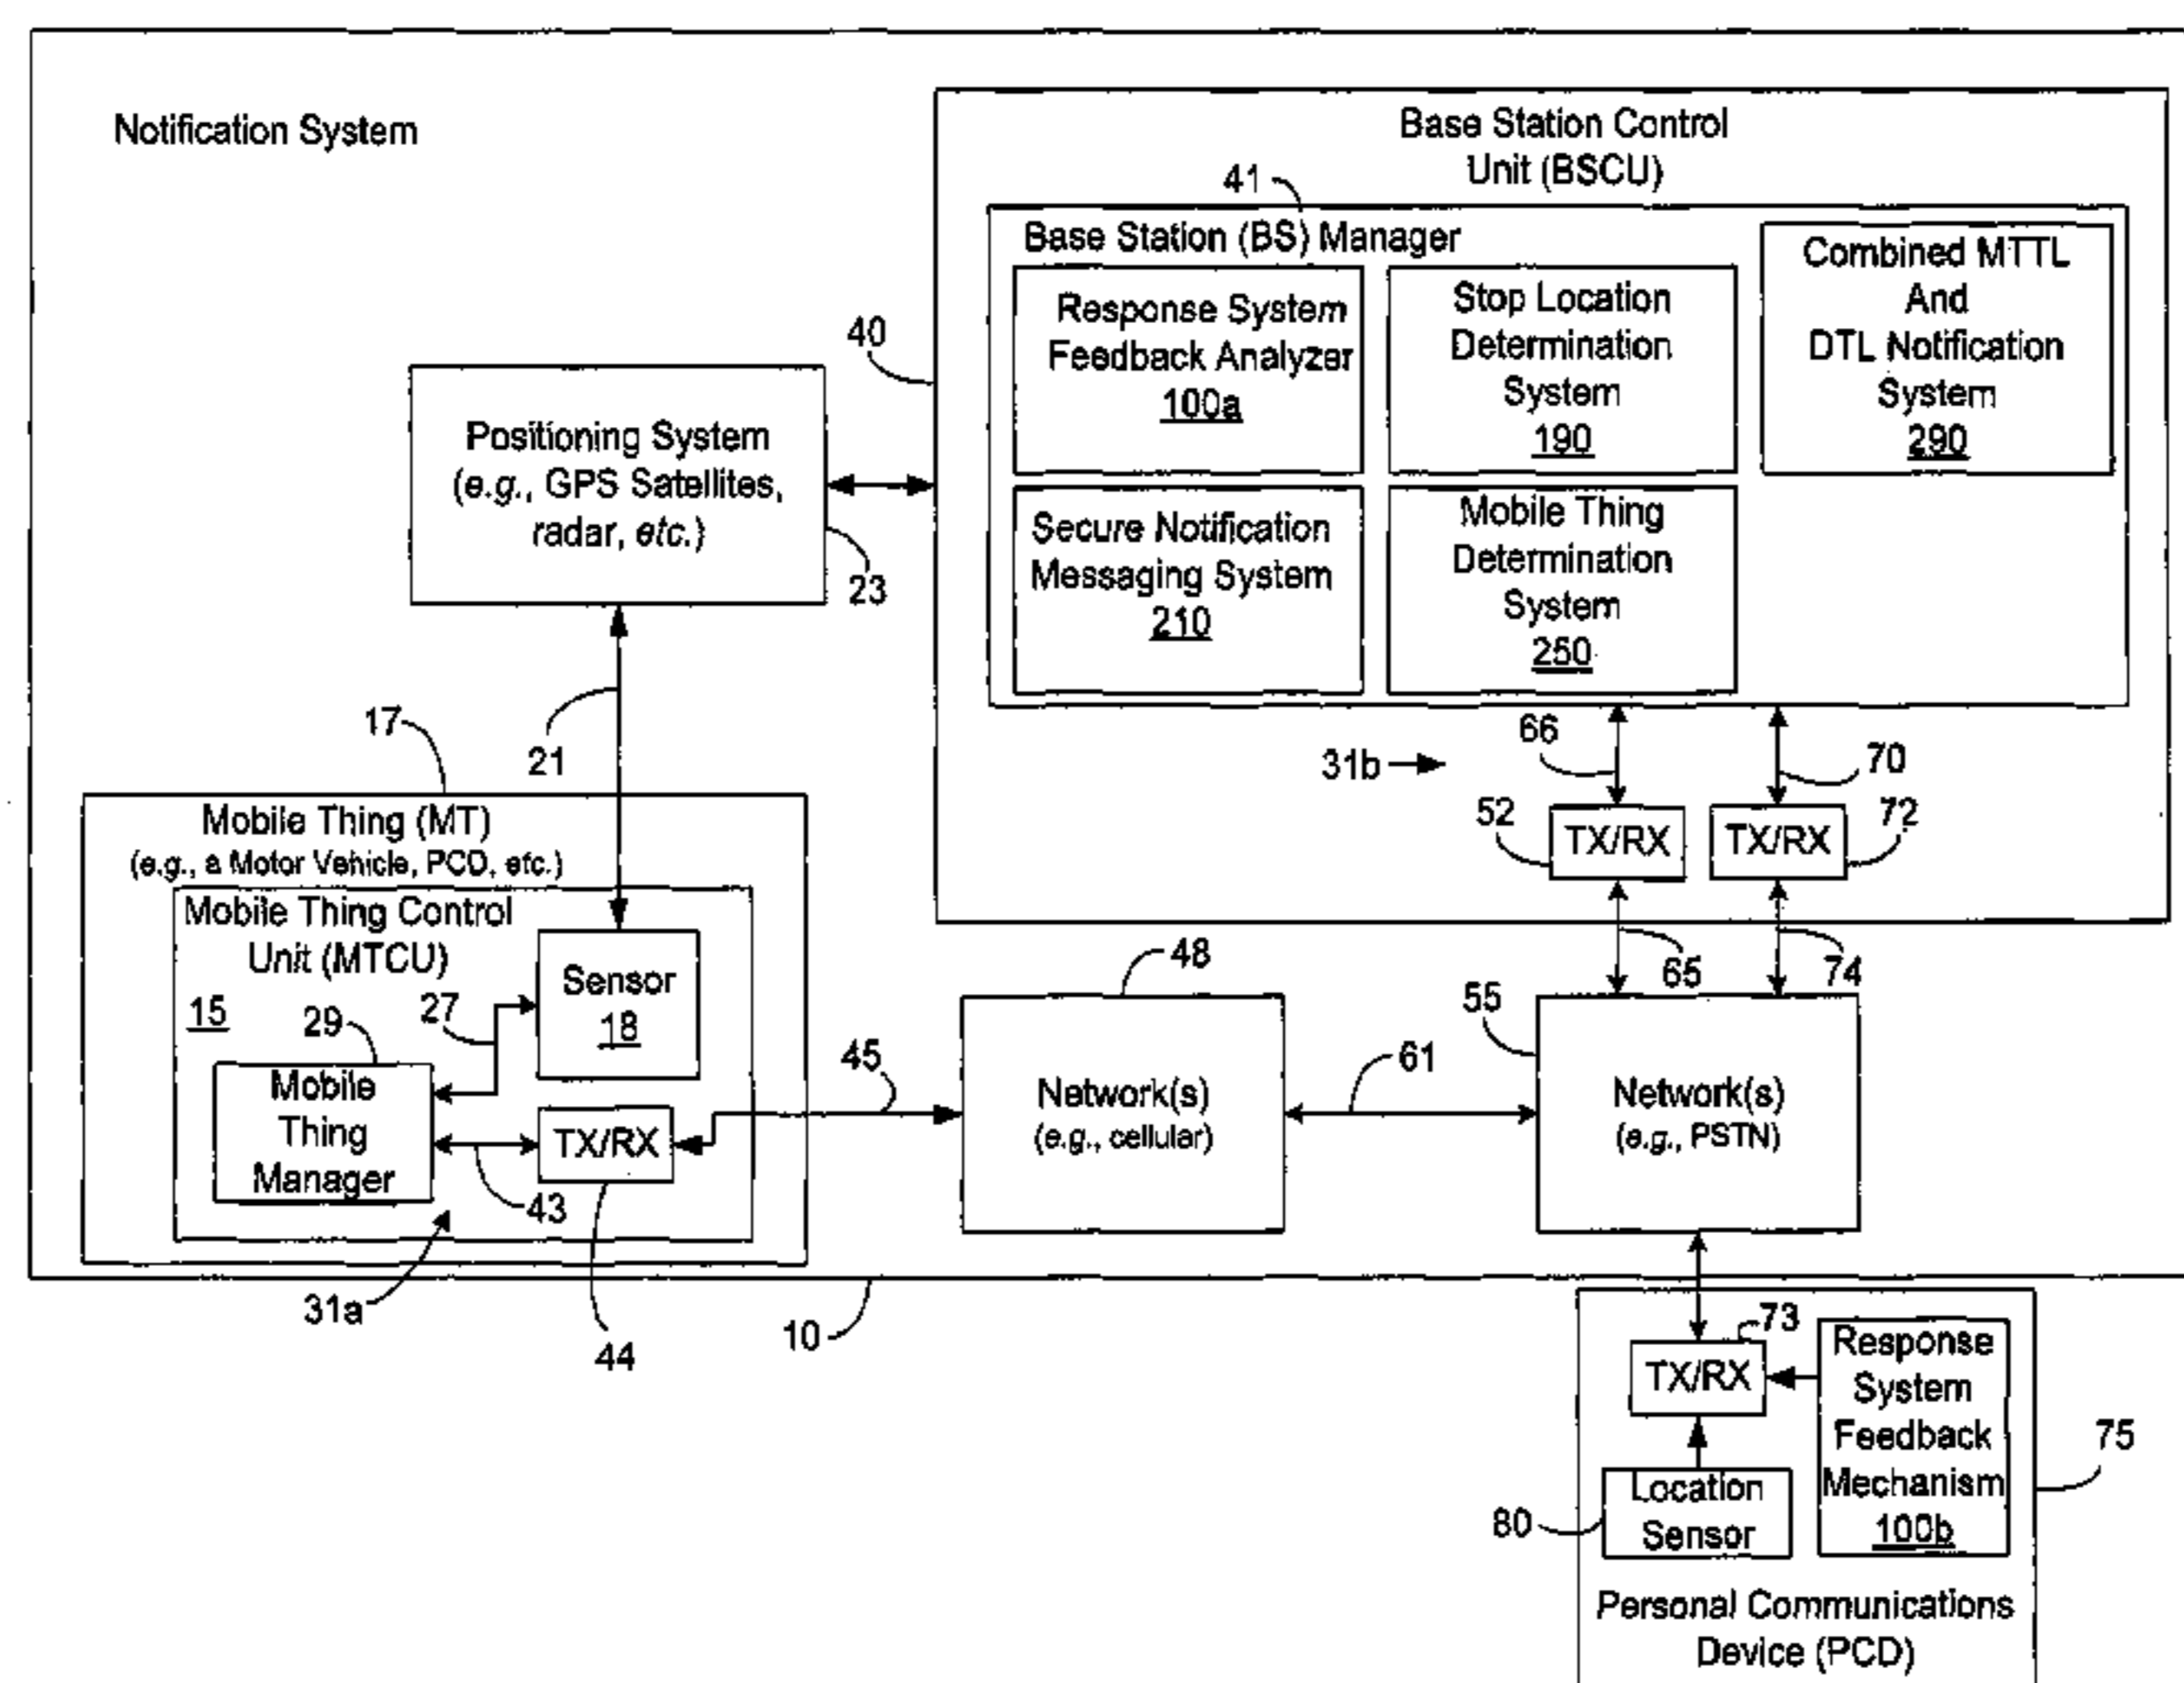 Notification System
Base Station Control
Unit (BSCU)
41
Base Station (BS) Manager
Response System
Feedback Analyzer
100a
Stop Location
Determination
System
190
Combined MTTL
And
DTL Notification
System
290
Secure Notification
Messaging System
210
Mobile Thing
Determination
System
250
40
Positioning System
(e.g., GPS Satellites,
radar, etc.)
23
21
66
31b
70
52
TX/RX
TX/RX
72
65
74
17
Mobile Thing (MT)
(e.g., a Motor Vehicle, PCD, etc.)
Mobile Thing Control
Unit (MTCU)
15
29
27
Sensor
18
Mobile
Thing
Manager
TX/RX
43
31a
44
45
48
Network(s)
(e.g., cellular)
61
55
Network(s)
(e.g., PSTN)
10
73
TX/RX
Response
System
Feedback
Mechanism
100b
75
80
Location
Sensor
Personal Communications
Device (PCD)